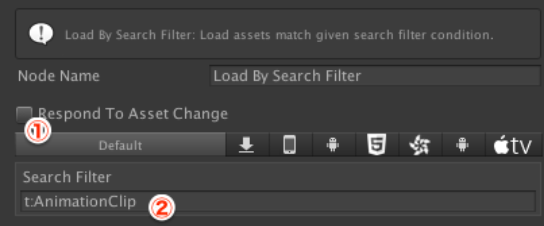 Load By Search Filter: Load assets match given search filter condition.
Node Name Load By Search Filter
Respond To Asset Change
①
Default tv
Search Filter
t:AnimationClip ②